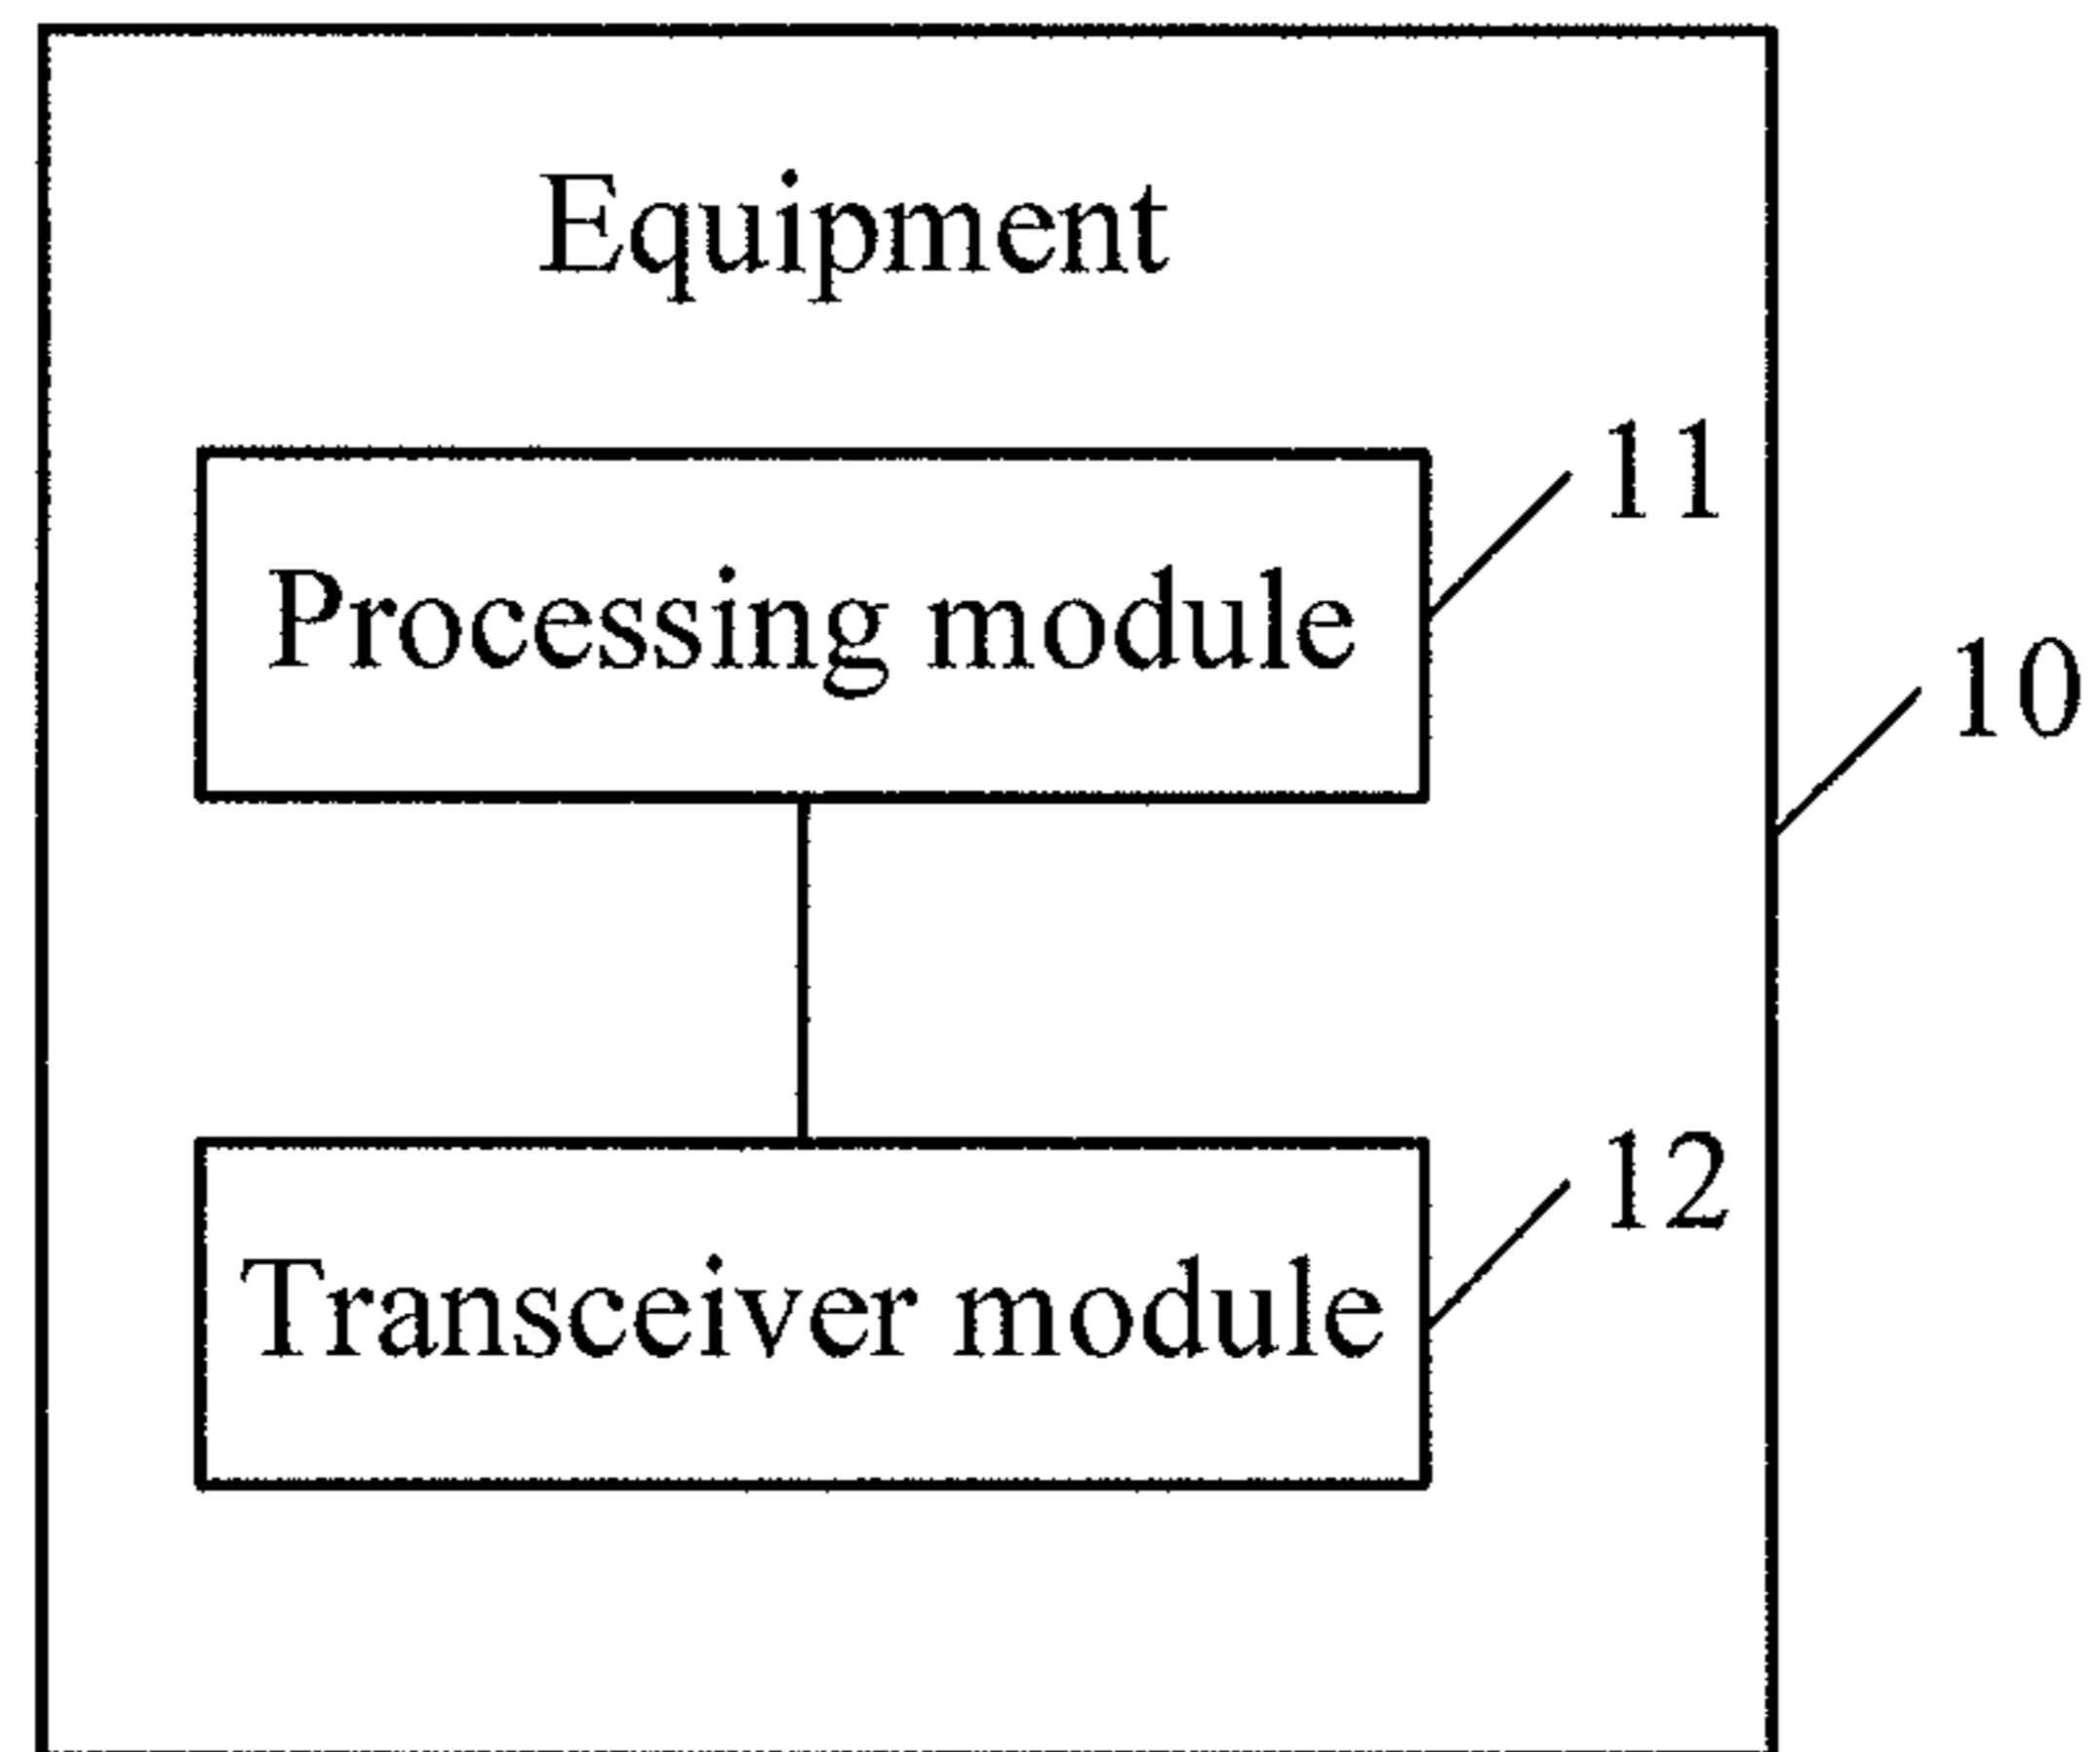 Equipment
11
Processing module
10
12
Transceiver module